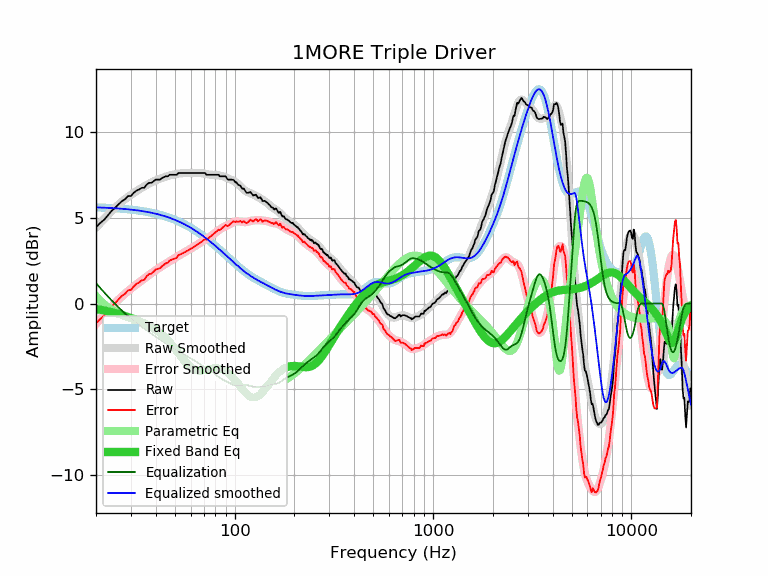 1MORE Triple Driver
Amplitude (dBr)
10
5
0
−5
−10
Target
Raw Smoothed
Error Smoothed
Raw
Error
Parametric Eq
Fixed Band Eq
Equalization
Equalized smoothed
100
1000
10000
Frequency (Hz)